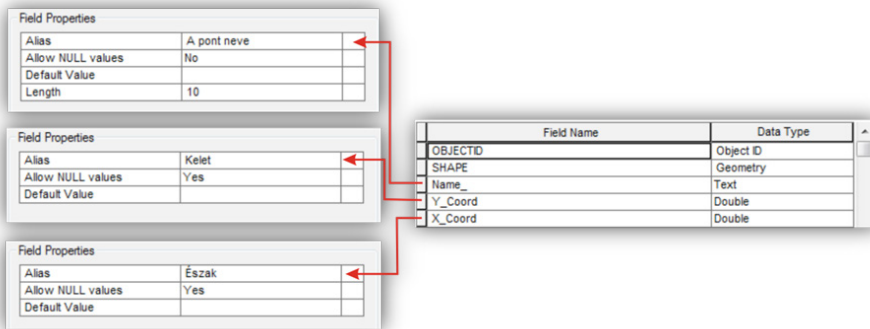 Field Properties
Alias A pont neve
Allow NULL values No
Default Value
Length 10
Field Properties
Alias Kelet
Allow NULL values Yes
Default Value
Field Properties
Alias Észak
Allow NULL values Yes
Default Value
Field Name Data Type
OBJECTID Object ID
SHAPE Geometry
Name_ Text
Y_Coord Double
X_Coord Double